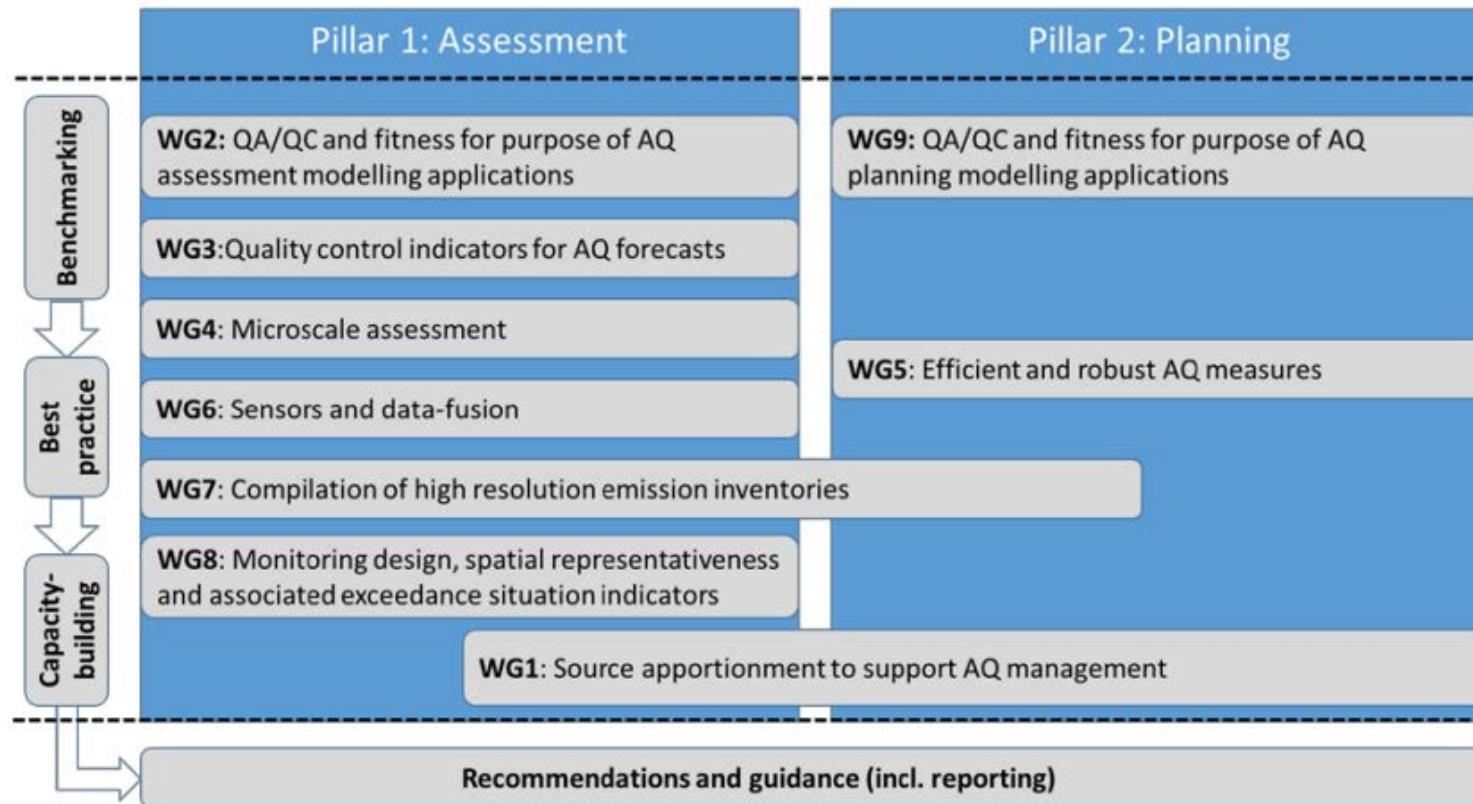 Pillar 1: Assessment
Pillar 2: Planning
Benchmarking
Best
practice
Capacity-
building
WG2: QA/QC and fitness for purpose of AQ
assessment modelling applications
WG3:Quality control indicators for AQ forecasts
WG4: Microscale assessment
WG6: Sensors and data-fusion
WG7: Compilation of high resolution emission inventories
WG8: Monitoring design, spatial representativeness
and associated exceedance situation indicators
WG9: QA/QC and fitness for purpose of AQ
planning modelling applications
WG5: Efficient and robust AQ measures
WG1: Source apportionment to support AQ management
Recommendations and guidance (incl. reporting)